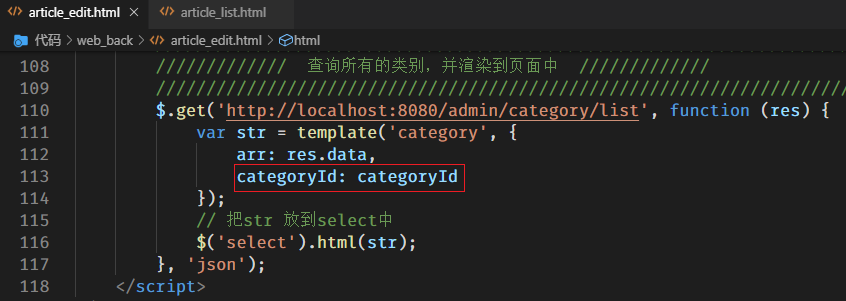 article_edit.html × article_list.html
代码 > web_back > article_edit.html > html
108 ///////////// 查询所有的类别，并渲染到页面中 /////////////
109 ////////////////////////////////////////////////////////////////////
110 $.get('http://localhost:8080/admin/category/list', function (res) {
111 var str = template('category', {
112 arr: res.data,
113 categoryId: categoryId
114 });
115 // 把str 放到select中
116 $('select').html(str);
117 }, 'json');
118 </script>